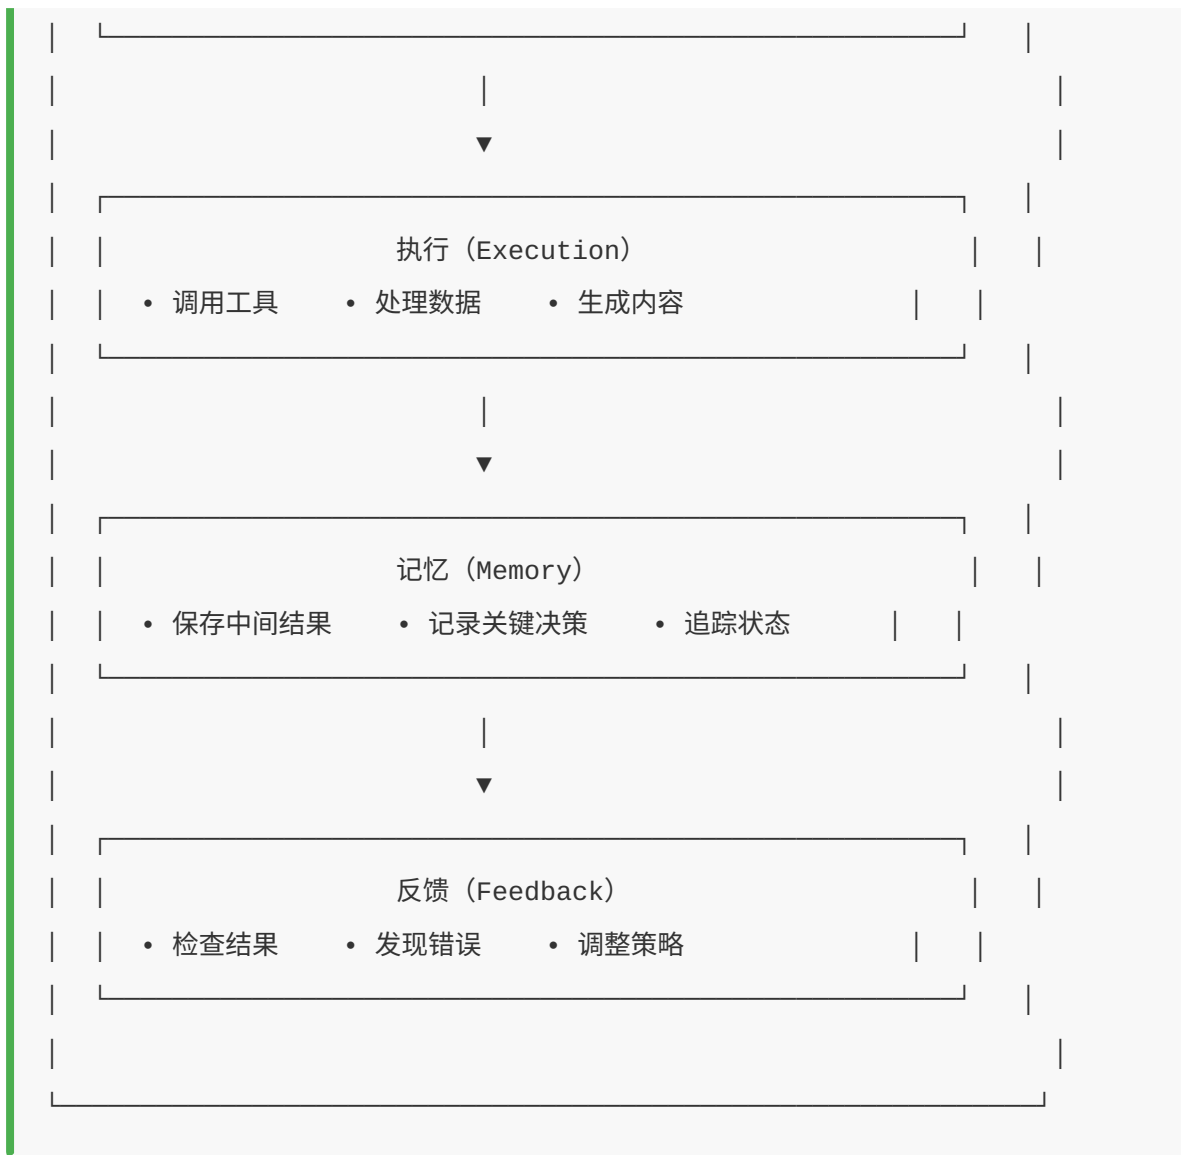 执行（Execution）
• 调用工具 • 处理数据 • 生成内容
记忆（Memory）
• 保存中间结果 • 记录关键决策 • 追踪状态
反馈（Feedback）
• 检查结果 • 发现错误 • 调整策略